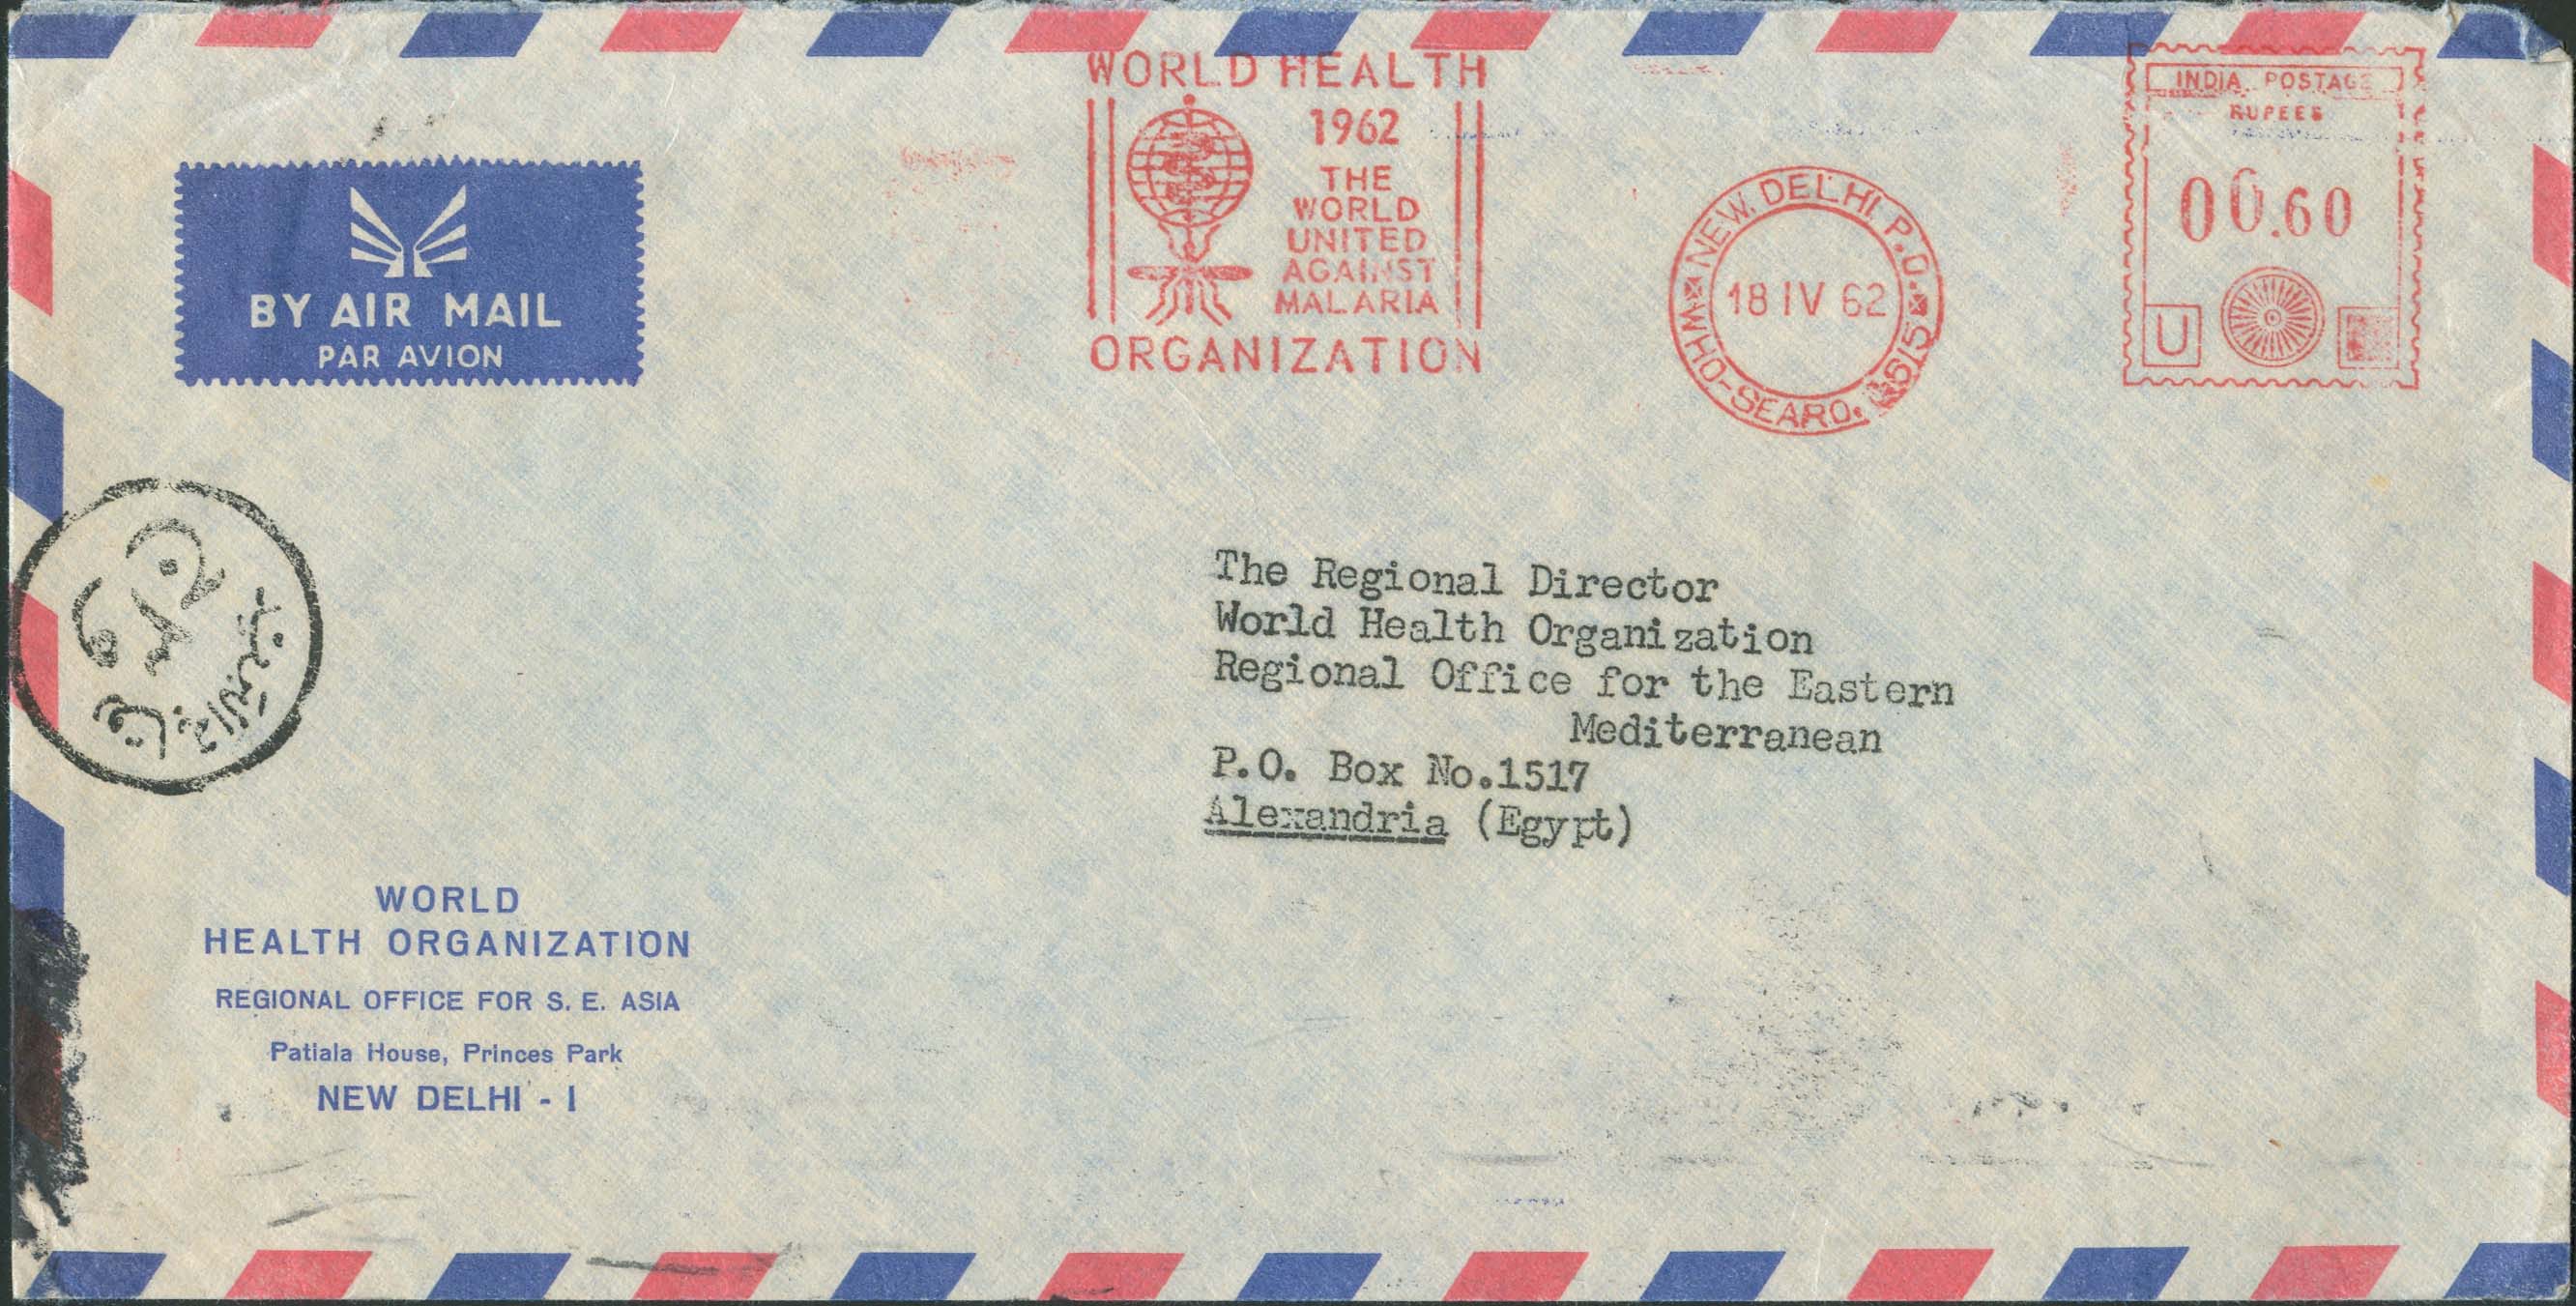 WORLD HEALTH
1962
THE
WORLD
UNITED
AGAINST
MALARIA
ORGANIZATION
NEW. DELHI. P.O.
18 IV 62
WHO-SEARO.
INDIA POSTAGE
RUPEES
00.60
U
BY AIR MAIL
PAR AVION
The Regional Director
World Health Organization
Regional Office for the Eastern
Mediterranean
P.O. Box No.1517
Alexandria (Egypt)
WORLD
HEALTH ORGANIZATION
REGIONAL OFFICE FOR S. E. ASIA
Patiala House, Princes Park
NEW DELHI - I